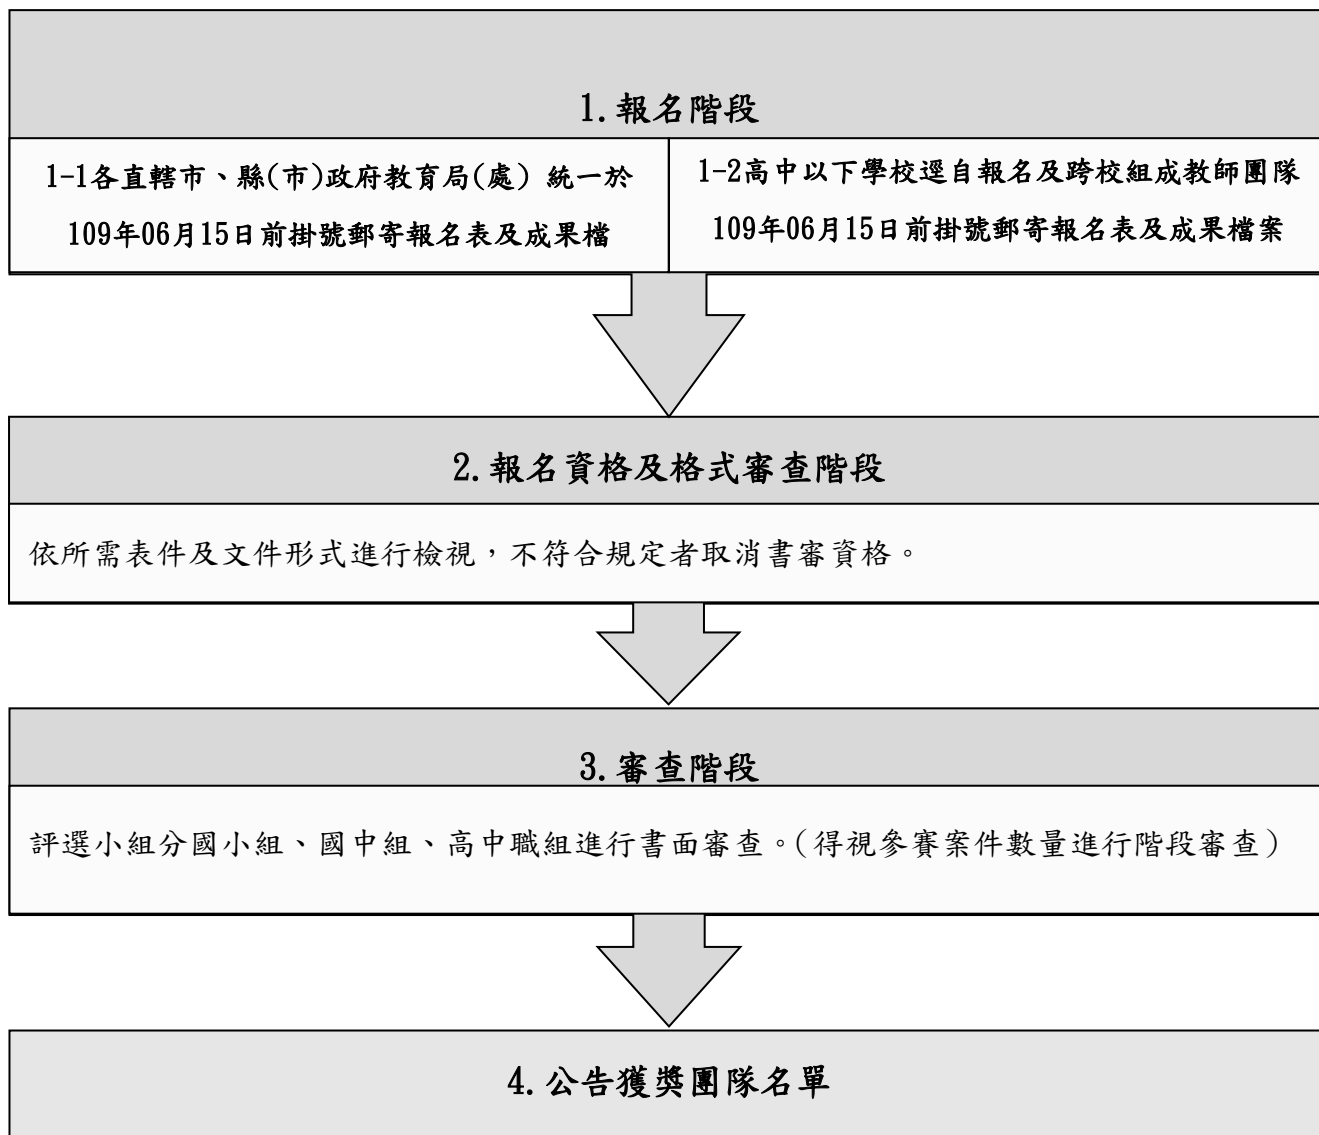 1.報名階段
1-1各直轄市、縣(市)政府教育局(處) 統一於
109年06月15日前掛號郵寄報名表及成果檔
1-2高中以下學校逕自報名及跨校組成教師團隊
109年06月15日前掛號郵寄報名表及成果檔案
2.報名資格及格式審查階段
依所需表件及文件形式進行檢視，不符合規定者取消書審資格。
3.審查階段
評選小組分國小組、國中組、高中職組進行書面審查。(得視參賽案件數量進行階段審查)
4.公告獲獎團隊名單